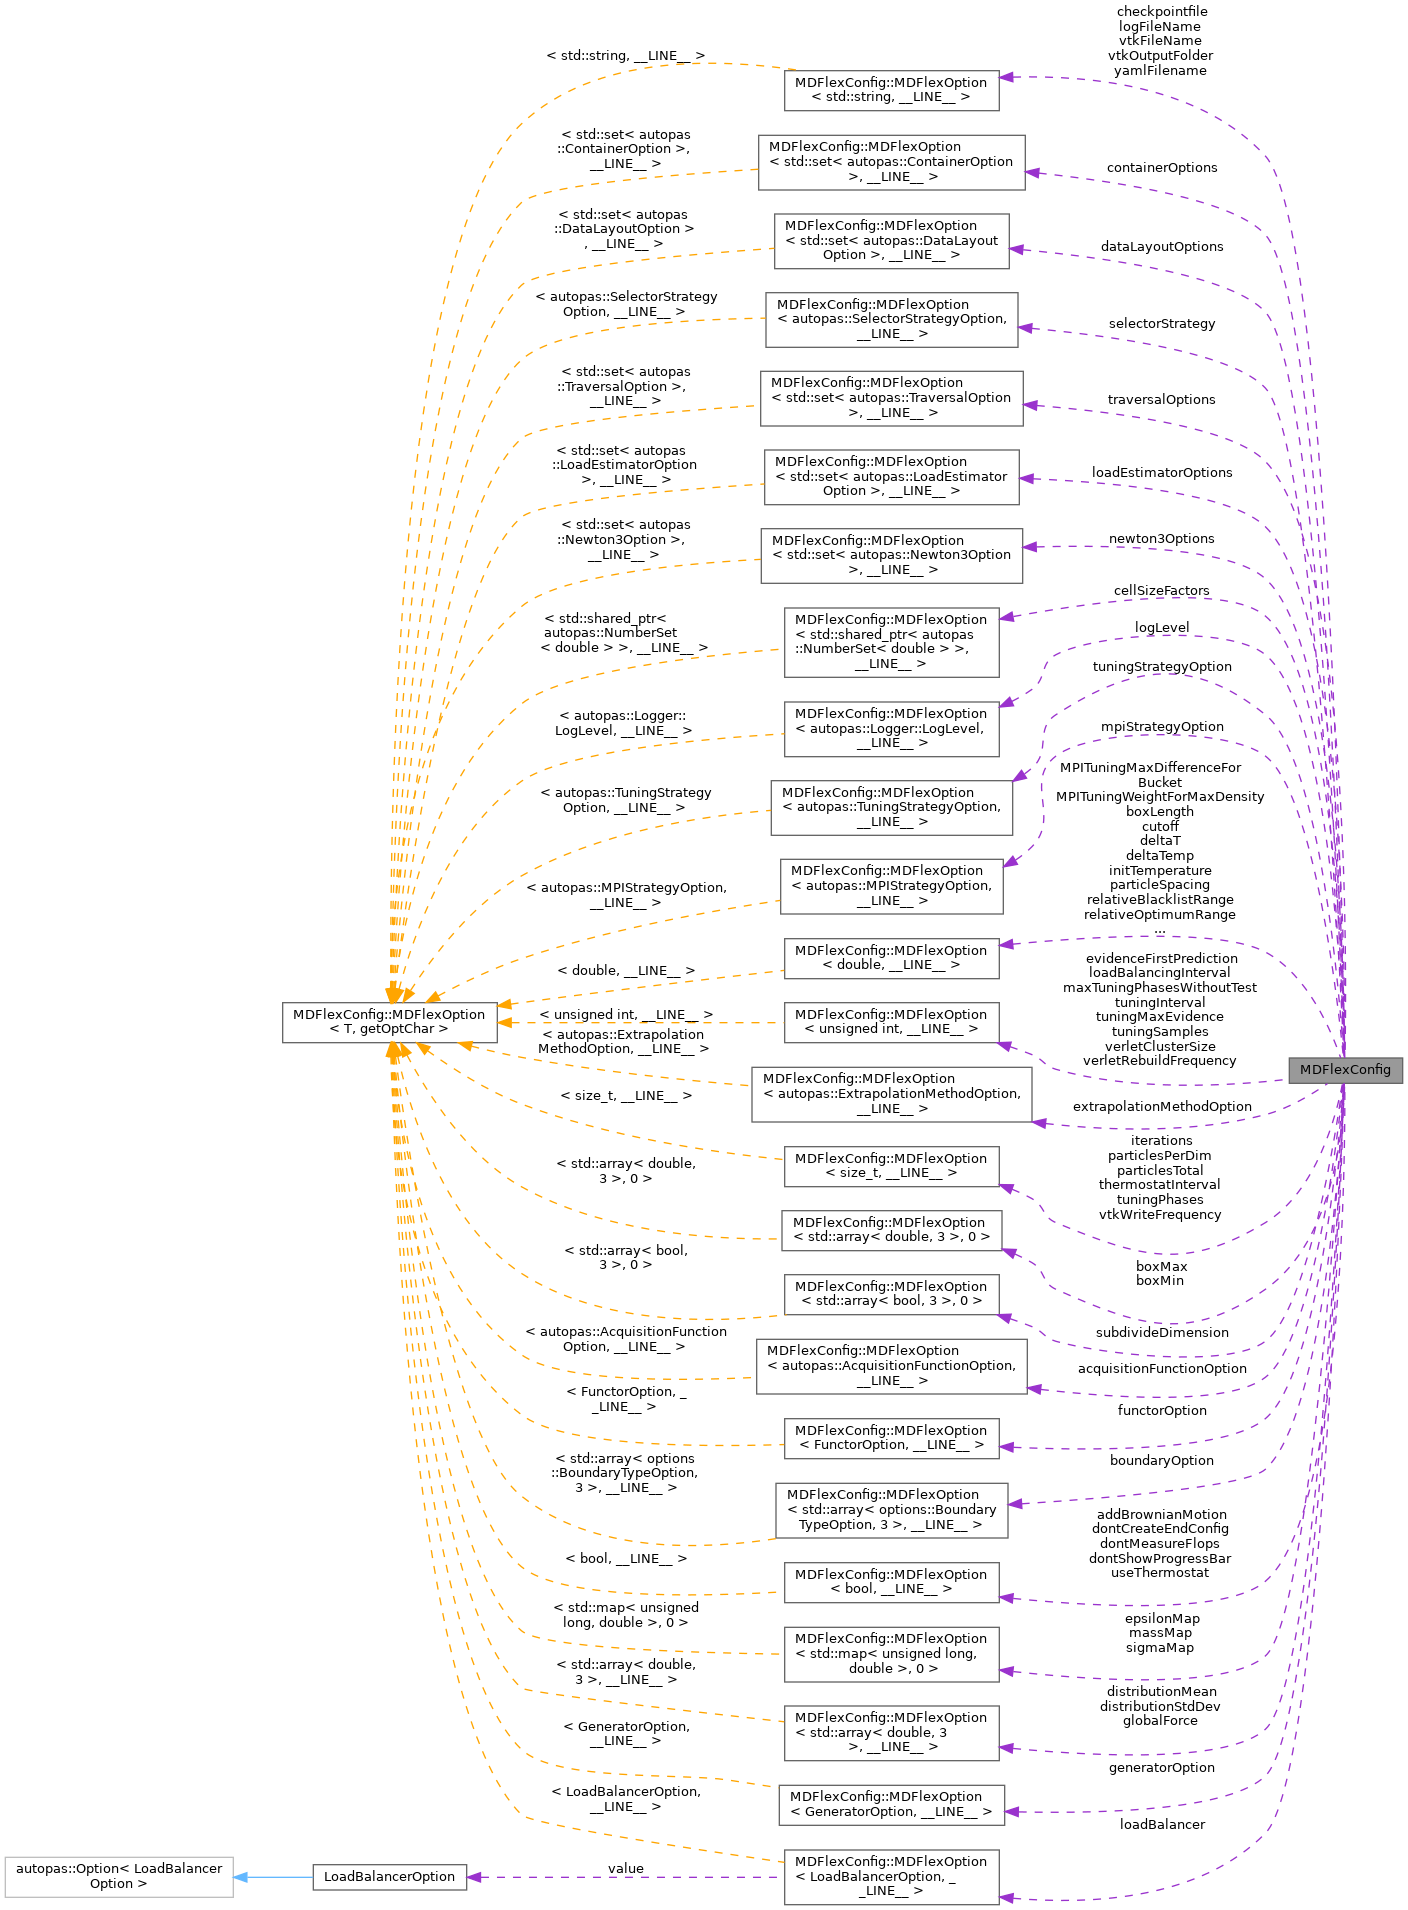 checkpointfile
logFileName
vtkFileName
vtkOutputFolder
yamlFilename
< std::string, __LINE__ >
MDFlexConfig::MDFlexOption
< std::string, __LINE__ >
< std::set< autopas
::ContainerOption >,
__LINE__ >
MDFlexConfig::MDFlexOption
< std::set< autopas::ContainerOption
>, __LINE__ >
containerOptions
< std::set< autopas
::DataLayoutOption >
, __LINE__ >
MDFlexConfig::MDFlexOption
< std::set< autopas::DataLayout
Option >, __LINE__ >
dataLayoutOptions
< autopas::SelectorStrategy
Option, __LINE__ >
MDFlexConfig::MDFlexOption
< autopas::SelectorStrategyOption,
__LINE__ >
selectorStrategy
< std::set< autopas
::TraversalOption >,
__LINE__ >
MDFlexConfig::MDFlexOption
< std::set< autopas::TraversalOption
>, __LINE__ >
traversalOptions
< std::set< autopas
::LoadEstimatorOption
>, __LINE__ >
MDFlexConfig::MDFlexOption
< std::set< autopas::LoadEstimator
Option >, __LINE__ >
loadEstimatorOptions
< std::set< autopas
::Newton3Option >,
__LINE__ >
MDFlexConfig::MDFlexOption
< std::set< autopas::Newton3Option
>, __LINE__ >
newton3Options
< std::shared_ptr<
autopas::NumberSet
< double > >, __LINE__ >
MDFlexConfig::MDFlexOption
< std::shared_ptr< autopas
::NumberSet< double > >,
__LINE__ >
cellSizeFactors
< autopas::Logger::
LogLevel, __LINE__ >
MDFlexConfig::MDFlexOption
< autopas::Logger::LogLevel,
__LINE__ >
logLevel
< autopas::TuningStrategy
Option, __LINE__ >
MDFlexConfig::MDFlexOption
< autopas::TuningStrategyOption,
__LINE__ >
tuningStrategyOption
< autopas::MPIStrategyOption,
__LINE__ >
MDFlexConfig::MDFlexOption
< autopas::MPIStrategyOption,
__LINE__ >
mpiStrategyOption
< double, __LINE__ >
MDFlexConfig::MDFlexOption
< double, __LINE__ >
MPITuningMaxDifferenceFor
Bucket
MPITuningWeightForMaxDensity
boxLength
cutoff
deltaT
deltaTemp
initTemperature
particleSpacing
relativeBlacklistRange
relativeOptimumRange
...
MDFlexConfig::MDFlexOption
< T, getOptChar >
< unsigned int, __LINE__ >
MDFlexConfig::MDFlexOption
< unsigned int, __LINE__ >
evidenceFirstPrediction
loadBalancingInterval
maxTuningPhasesWithoutTest
tuningInterval
tuningMaxEvidence
tuningSamples
verletClusterSize
verletRebuildFrequency
MDFlexConfig
< autopas::Extrapolation
MethodOption, __LINE__ >
MDFlexConfig::MDFlexOption
< autopas::ExtrapolationMethodOption,
__LINE__ >
extrapolationMethodOption
< size_t, __LINE__ >
MDFlexConfig::MDFlexOption
< size_t, __LINE__ >
iterations
particlesPerDim
particlesTotal
thermostatInterval
tuningPhases
vtkWriteFrequency
< std::array< double,
3 >, 0 >
MDFlexConfig::MDFlexOption
< std::array< double, 3 >, 0 >
boxMax
boxMin
< std::array< bool,
3 >, 0 >
MDFlexConfig::MDFlexOption
< std::array< bool, 3 >, 0 >
subdivideDimension
< autopas::AcquisitionFunction
Option, __LINE__ >
MDFlexConfig::MDFlexOption
< autopas::AcquisitionFunctionOption,
__LINE__ >
acquisitionFunctionOption
< FunctorOption, _
_LINE__ >
MDFlexConfig::MDFlexOption
< FunctorOption, __LINE__ >
functorOption
< std::array< options
::BoundaryTypeOption,
3 >, __LINE__ >
MDFlexConfig::MDFlexOption
< std::array< options::Boundary
TypeOption, 3 >, __LINE__ >
boundaryOption
< bool, __LINE__ >
MDFlexConfig::MDFlexOption
< bool, __LINE__ >
addBrownianMotion
dontCreateEndConfig
dontMeasureFlops
dontShowProgressBar
useThermostat
< std::map< unsigned
long, double >, 0 >
MDFlexConfig::MDFlexOption
< std::map< unsigned long,
double >, 0 >
epsilonMap
massMap
sigmaMap
< std::array< double,
3 >, __LINE__ >
MDFlexConfig::MDFlexOption
< std::array< double, 3
>, __LINE__ >
distributionMean
distributionStdDev
globalForce
< GeneratorOption,
__LINE__ >
MDFlexConfig::MDFlexOption
< GeneratorOption, __LINE__ >
generatorOption
< LoadBalancerOption,
__LINE__ >
MDFlexConfig::MDFlexOption
< LoadBalancerOption, _
_LINE__ >
loadBalancer
autopas::Option< LoadBalancer
Option >
LoadBalancerOption
value